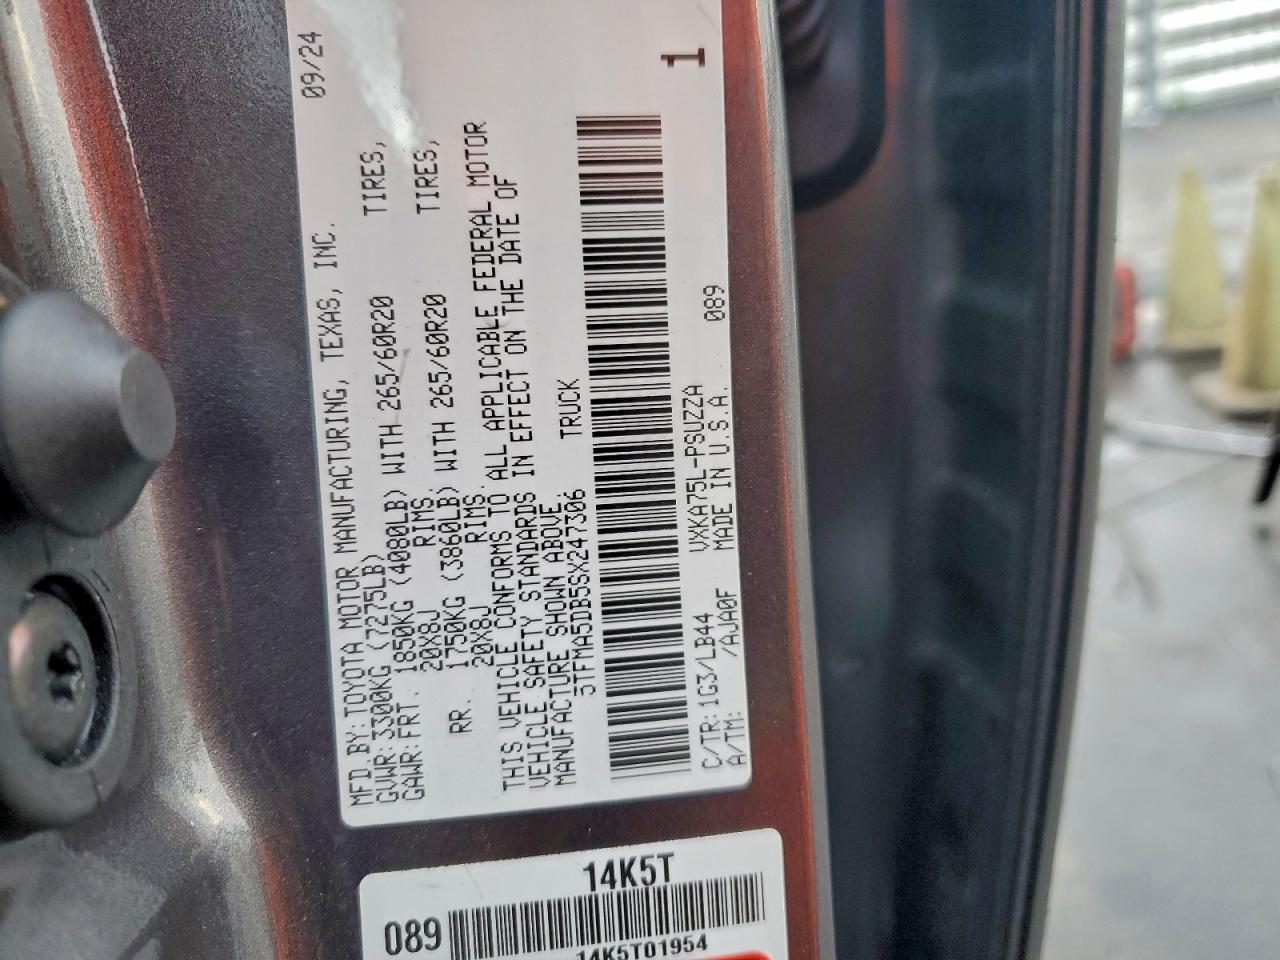 09/24
MFD.BY:TOYOTA MOTOR MANUFACTURING, TEXAS, INC.
GVWR:3300KG (7275LB)
GAWR:FRT. 1850KG (4080LB) WITH 265/60R20 TIRES,
20X8J RIMS.
RR. 1750KG (3860LB) WITH 265/60R20 TIRES,
20X8J RIMS.
THIS VEHICLE CONFORMS TO ALL APPLICABLE FEDERAL MOTOR
VEHICLE SAFETY STANDARDS IN EFFECT ON THE DATE OF
MANUFACTURE SHOWN ABOVE.
5TFMA5DB5SX247306 TRUCK
1
C/TR:1G3/LB44 VXKA75L-PSUZZA 089
A/TM: /AJA0F MADE IN U.S.A.
14K5T
089
14K5T01954